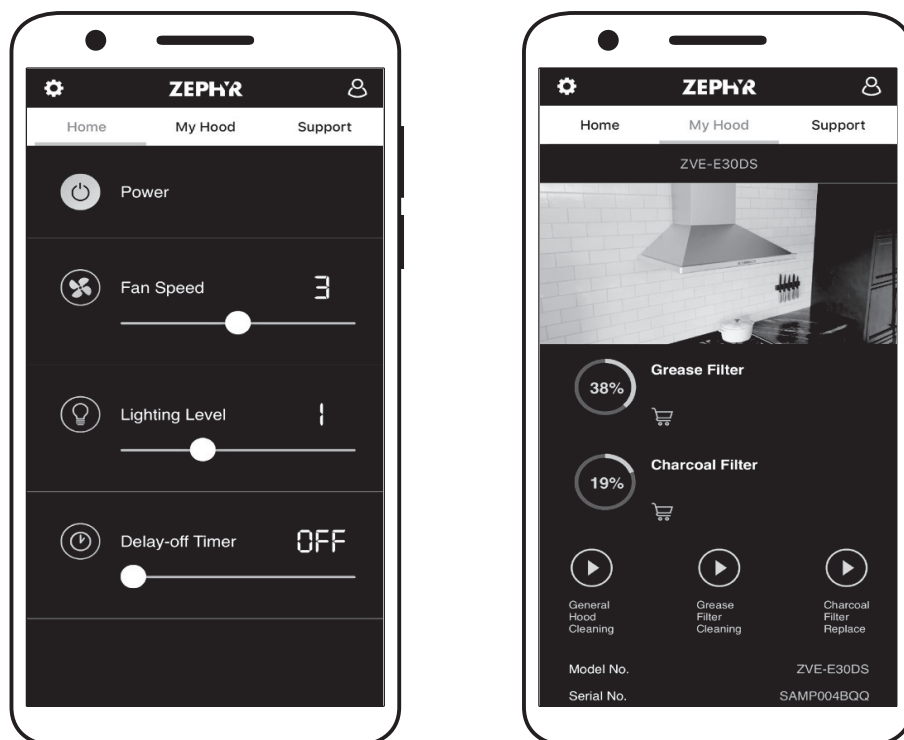 ZEPHYR
Home My Hood Support
Power
Fan Speed 3
Lighting Level 1
Delay-off Timer OFF
ZEPHYR
Home My Hood Support
ZVE-E30DS
38% Grease Filter
19% Charcoal Filter
General
Hood
Cleaning
Grease
Filter
Cleaning
Charcoal
Filter
Replace
Model No. ZVE-E30DS
Serial No. SAMP004BQQ